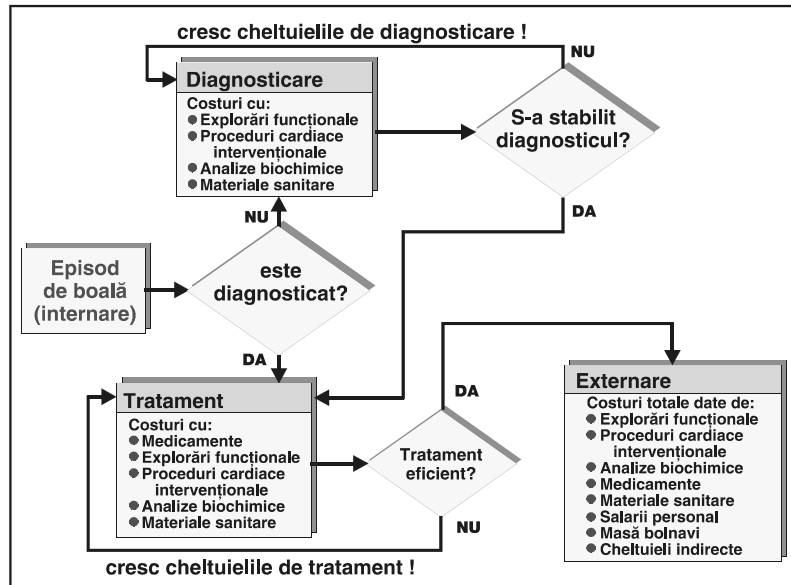 cresc cheltuielile de diagnosticare !
NU
Diagnosticare
Costuri cu:
Explorări funcționale
Proceduri cardiace
intervenționale
Analize biochimice
Materiale sanitare
S-a stabilit
diagnosticul?
NU
DA
Episod
de boală
(internare)
este
diagnosticat?
DA
Tratament
Costuri cu:
Medicamente
Explorări funcționale
Proceduri cardiace
intervenționale
Analize biochimice
Materiale sanitare
Tratament
eficient?
DA
NU
cresc cheltuielile de tratament !
Externare
Costuri totale date de:
Explorări funcționale
Proceduri cardiace
intervenționale
Analize biochimice
Medicamente
Materiale sanitare
Salarii personal
Masă bolnavi
Cheltuieli indirecte